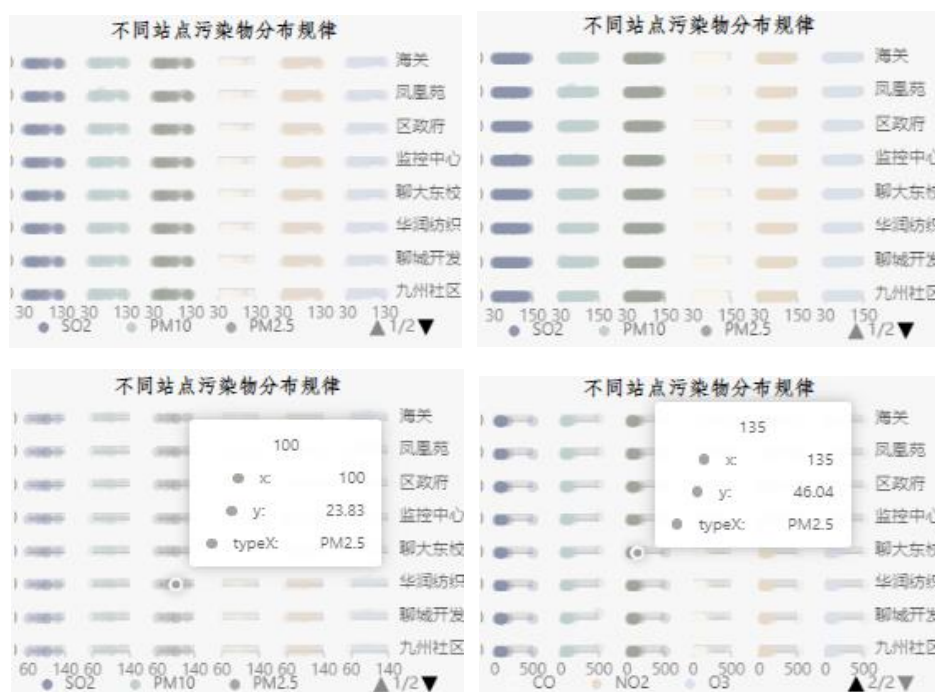 不同站点污染物分布规律
海关
凤凰苑
区政府
监控中心
聊大东校
华润纺织
聊城开发
九州社区
30 130 30 130 30 130 30 130 30 130 30 130
SO2 PM10 PM2.5 1/2
不同站点污染物分布规律
海关
凤凰苑
区政府
监控中心
聊大东校
华润纺织
聊城开发
九州社区
30 150 30 150 30 150 30 150 30 150 30 150
SO2 PM10 PM2.5 1/2
不同站点污染物分布规律
海关
凤凰苑
区政府
监控中心
聊大东校
华润纺织
聊城开发
九州社区
100
x: 100
y: 23.83
typeX: PM2.5
60 140 60 140 60 140 60 140 60 140 60 140
SO2 PM10 PM2.5 1/2
不同站点污染物分布规律
海关
凤凰苑
区政府
监控中心
聊大东校
华润纺织
聊城开发
九州社区
135
x: 135
y: 46.04
typeX: PM2.5
0 500 0 500 0 500 0 500 0 500 0 500
CO NO2 O3 2/2